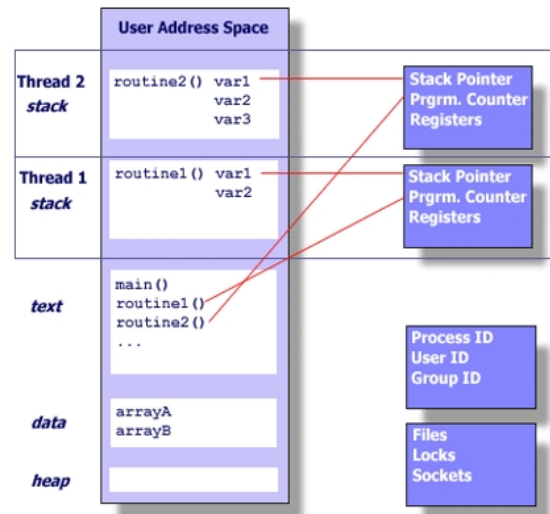 User Address Space
Thread 2
stack
routine2() var1
var2
var3
Stack Pointer
Prgrm. Counter
Registers
Thread 1
stack
routine1() var1
var2
Stack Pointer
Prgrm. Counter
Registers
text
main()
routine1()
routine2()
...
Process ID
User ID
Group ID
data
arrayA
arrayB
Files
Locks
Sockets
heap